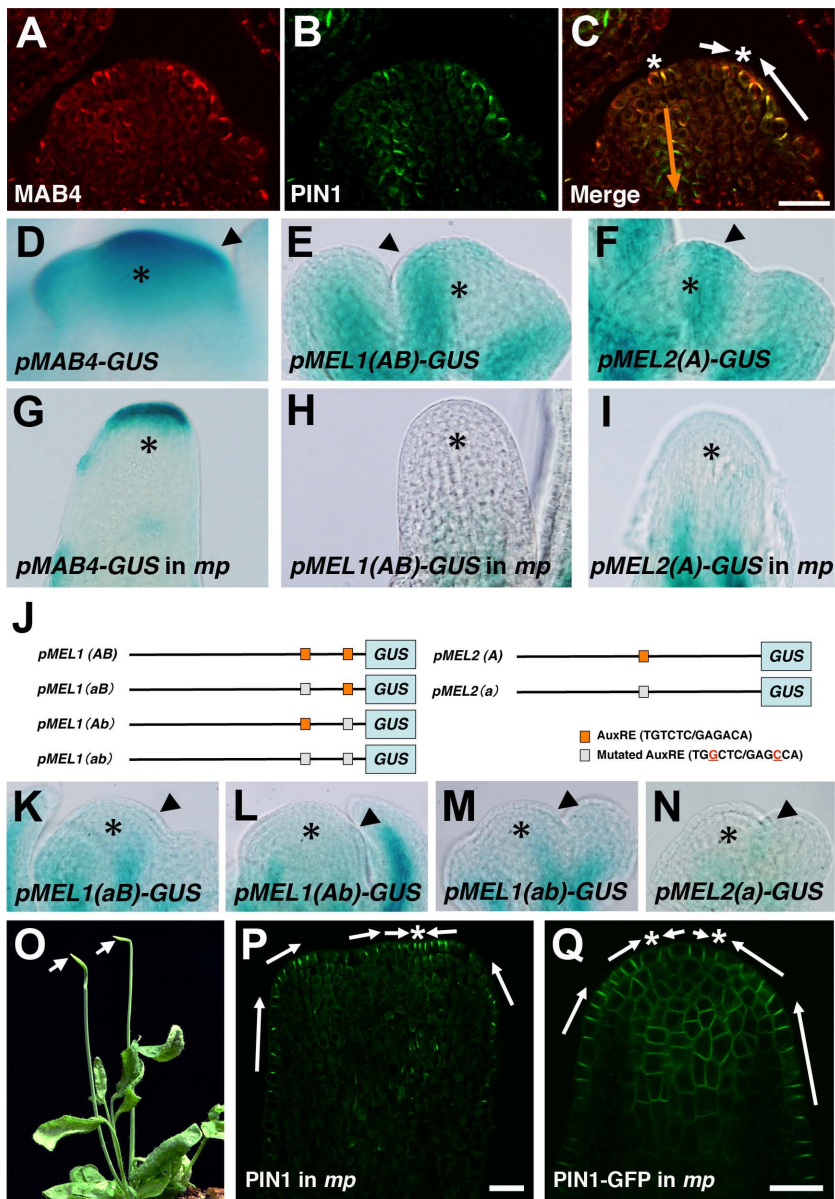 A
B
C
*
*
MAB4
PIN1
Merge
D
E
F
*
*
*
pMAB4-GUS
pMEL1(AB)-GUS
pMEL2(A)-GUS
G
H
I
*
*
*
pMAB4-GUS in mp
pMEL1(AB)-GUS in mp
pMEL2(A)-GUS in mp
J
pMEL1 (AB)
GUS
pMEL2 (A)
GUS
pMEL1(aB)
GUS
pMEL2(a)
GUS
pMEL1(Ab)
GUS
AuxRE (TGTCTC/GAGACA)
Mutated AuxRE (TGGCTC/GAGCCA)
pMEL1(ab)
GUS
K
L
M
N
*
*
*
*
pMEL1(aB)-GUS
pMEL1(Ab)-GUS
pMEL1(ab)-GUS
pMEL2(a)-GUS
O
P
Q
*
*
*
PIN1 in mp
PIN1-GFP in mp